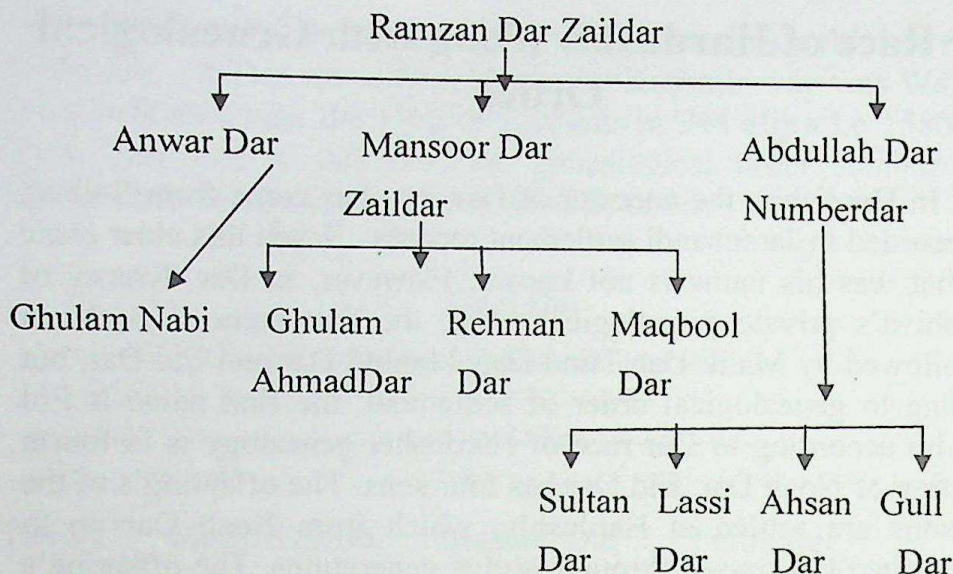 Ramzan Dar Zaildar
Anwar Dar Mansoor Dar Abdullah Dar
Zaildar Numberdar
Ghulam Nabi Ghulam Rehman Maqbool
AhmadDar Dar Dar
Sultan Lassi Ahsan Gull
Dar Dar Dar Dar